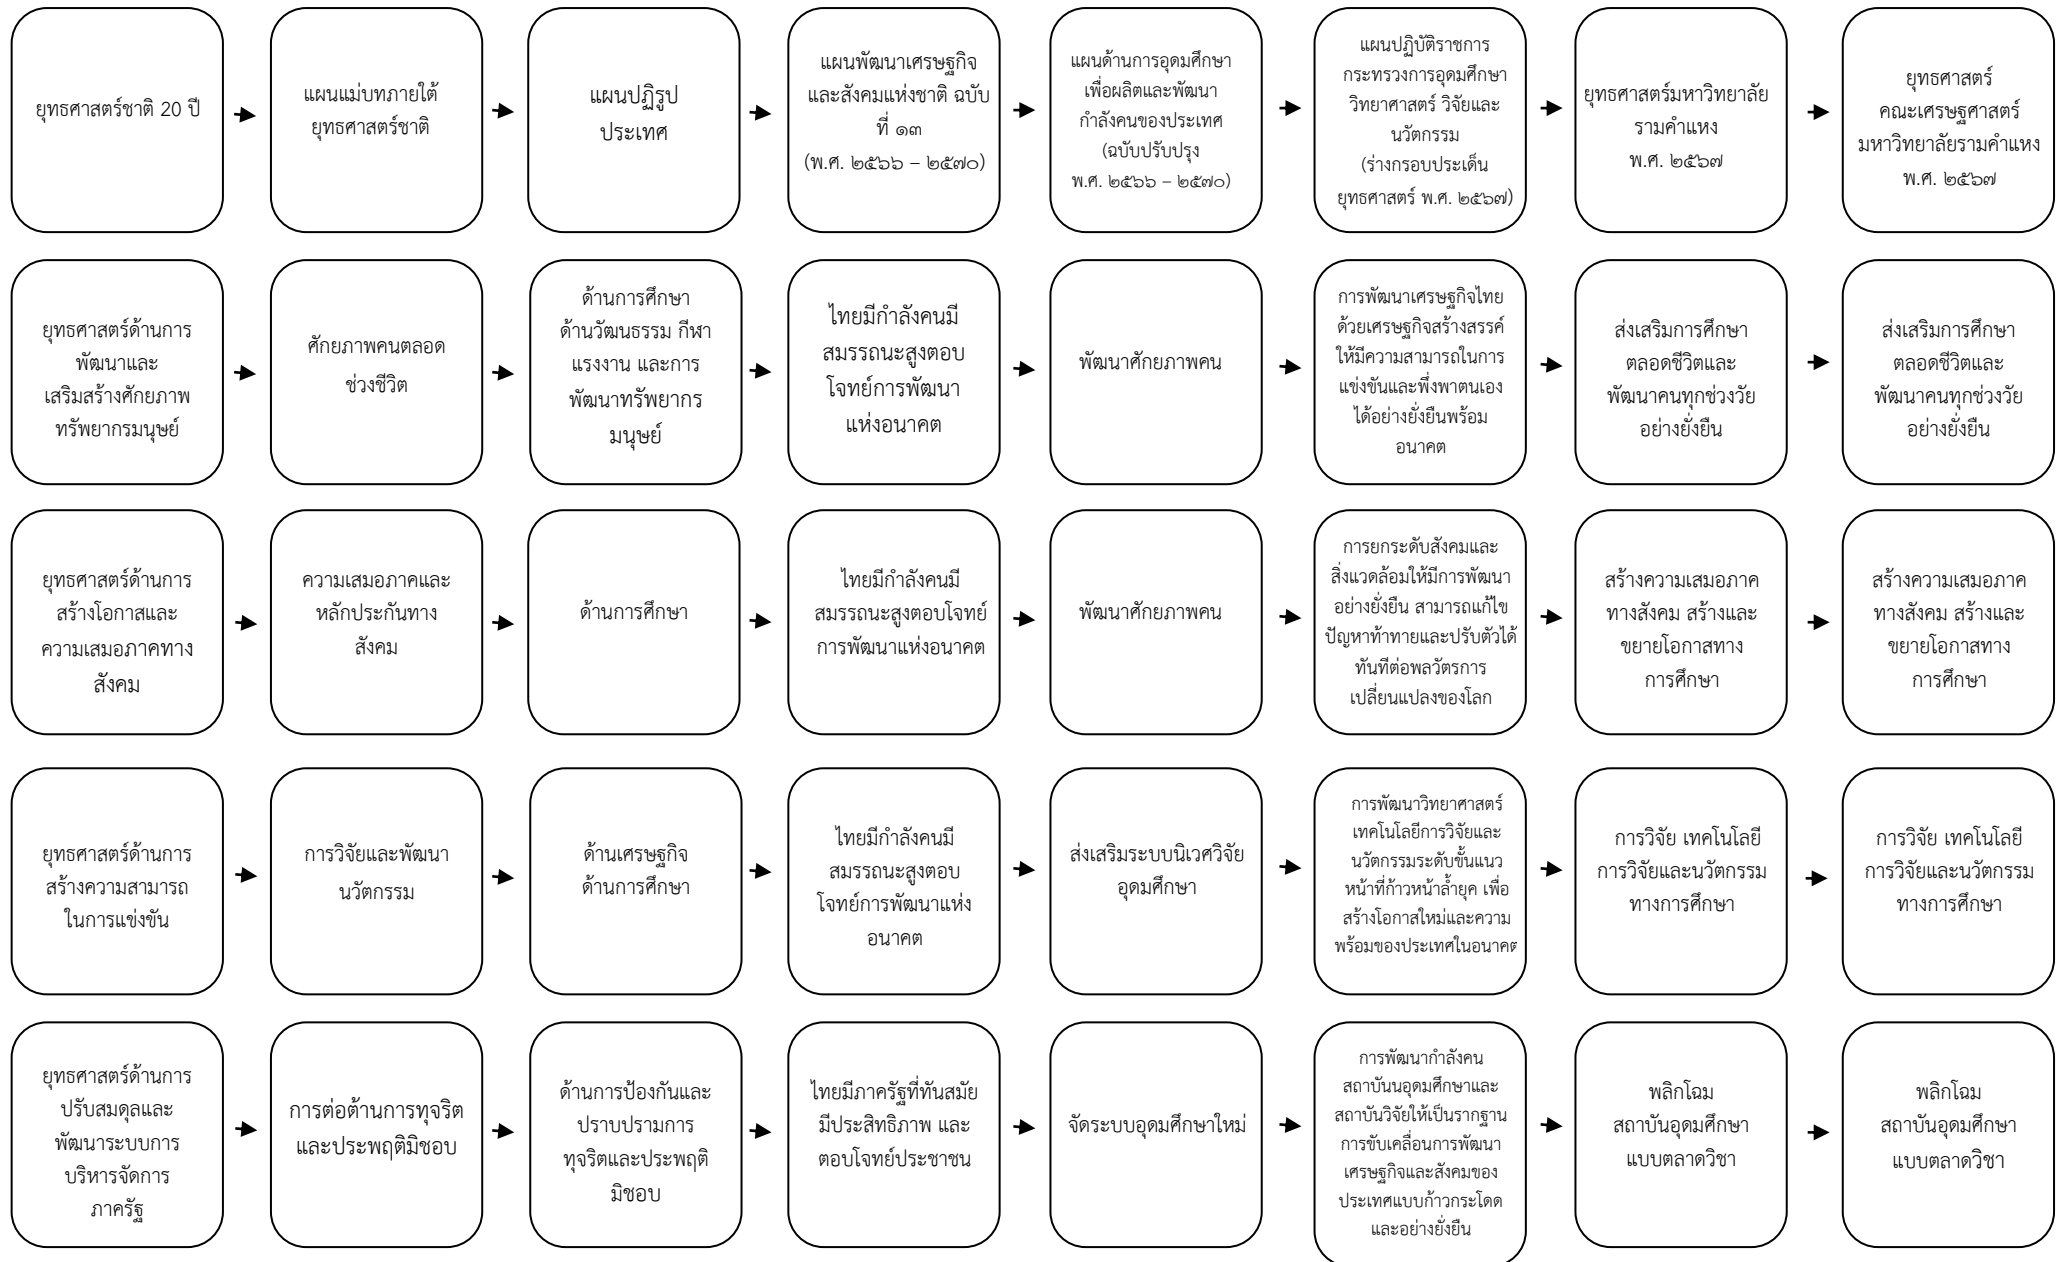 ยุทธศาสตร์ชาติ 20 ปี
แผนแม่บทภายใต้
ยุทธศาสตร์ชาติ
แผนปฏิรูป
ประเทศ
แผนพัฒนาเศรษฐกิจ
และสังคมแห่งชาติ ฉบับ
ที่ ๑๓
(พ.ศ. ๒๕๖๖ – ๒๕๗๐)
แผนด้านการอุดมศึกษา
เพื่อผลิตและพัฒนา
กำลังคนของประเทศ
(ฉบับปรับปรุง
พ.ศ. ๒๕๖๖ – ๒๕๗๐)
แผนปฏิบัติราชการ
กระทรวงการอุดมศึกษา
วิทยาศาสตร์ วิจัยและ
นวัตกรรม
(ร่างกรอบประเด็น
ยุทธศาสตร์ พ.ศ. ๒๕๖๗)
ยุทธศาสตร์มหาวิทยาลัย
รามคำแหง
พ.ศ. ๒๕๖๗
ยุทธศาสตร์
คณะเศรษฐศาสตร์
มหาวิทยาลัยรามคำแหง
พ.ศ. ๒๕๖๗
ยุทธศาสตร์ด้านการ
พัฒนาและ
เสริมสร้างศักยภาพ
ทรัพยากรมนุษย์
ศักยภาพคนตลอด
ช่วงชีวิต
ด้านการศึกษา
ด้านวัฒนธรรม กีฬา
แรงงาน และการ
พัฒนาทรัพยากร
มนุษย์
ไทยมีกำลังคนมี
สมรรถนะสูงตอบ
โจทย์การพัฒนา
แห่งอนาคต
พัฒนาศักยภาพคน
การพัฒนาเศรษฐกิจไทย
ด้วยเศรษฐกิจสร้างสรรค์
ให้มีความสามารถในการ
แข่งขันและพึ่งพาตนเอง
ได้อย่างยั่งยืนพร้อม
อนาคต
ส่งเสริมการศึกษา
ตลอดชีวิตและ
พัฒนาคนทุกช่วงวัย
อย่างยั่งยืน
ส่งเสริมการศึกษา
ตลอดชีวิตและ
พัฒนาคนทุกช่วงวัย
อย่างยั่งยืน
ยุทธศาสตร์ด้านการ
สร้างโอกาสและ
ความเสมอภาคทาง
สังคม
ความเสมอภาคและ
หลักประกันทาง
สังคม
ด้านการศึกษา
ไทยมีกำลังคนมี
สมรรถนะสูงตอบโจทย์
การพัฒนาแห่งอนาคต
พัฒนาศักยภาพคน
การยกระดับสังคมและ
สิ่งแวดล้อมให้มีการพัฒนา
อย่างยั่งยืน สามารถแก้ไข
ปัญหาท้าทายและปรับตัวได้
ทันทีต่อพลวัตรการ
เปลี่ยนแปลงของโลก
สร้างความเสมอภาค
ทางสังคม สร้างและ
ขยายโอกาสทาง
การศึกษา
สร้างความเสมอภาค
ทางสังคม สร้างและ
ขยายโอกาสทาง
การศึกษา
ยุทธศาสตร์ด้านการ
สร้างความสามารถ
ในการแข่งขัน
การวิจัยและพัฒนา
นวัตกรรม
ด้านเศรษฐกิจ
ด้านการศึกษา
ไทยมีกำลังคนมี
สมรรถนะสูงตอบ
โจทย์การพัฒนาแห่ง
อนาคต
ส่งเสริมระบบนิเวศวิจัย
อุดมศึกษา
การพัฒนาวิทยาศาสตร์
เทคโนโลยีการวิจัยและ
นวัตกรรมระดับขั้นแนว
หน้าที่ก้าวหน้าล้ำยุค เพื่อ
สร้างโอกาสใหม่และความ
พร้อมของประเทศในอนาคต
การวิจัย เทคโนโลยี
การวิจัยและนวัตกรรม
ทางการศึกษา
การวิจัย เทคโนโลยี
การวิจัยและนวัตกรรม
ทางการศึกษา
ยุทธศาสตร์ด้านการ
ปรับสมดุลและ
พัฒนาระบบการ
บริหารจัดการ
ภาครัฐ
การต่อต้านการทุจริต
และประพฤติมิชอบ
ด้านการป้องกันและ
ปราบปรามการ
ทุจริตและประพฤติ
มิชอบ
ไทยมีภาครัฐที่ทันสมัย
มีประสิทธิภาพ และ
ตอบโจทย์ประชาชน
จัดระบบอุดมศึกษาใหม่
การพัฒนากำลังคน
สถาบันนอุดมศึกษาและ
สถาบันวิจัยให้เป็นรากฐาน
การขับเคลื่อนการพัฒนา
เศรษฐกิจและสังคมของ
ประเทศแบบก้าวกระโดด
และอย่างยั่งยืน
พลิกโฉม
สถาบันอุดมศึกษา
แบบตลาดวิชา
พลิกโฉม
สถาบันอุดมศึกษา
แบบตลาดวิชา